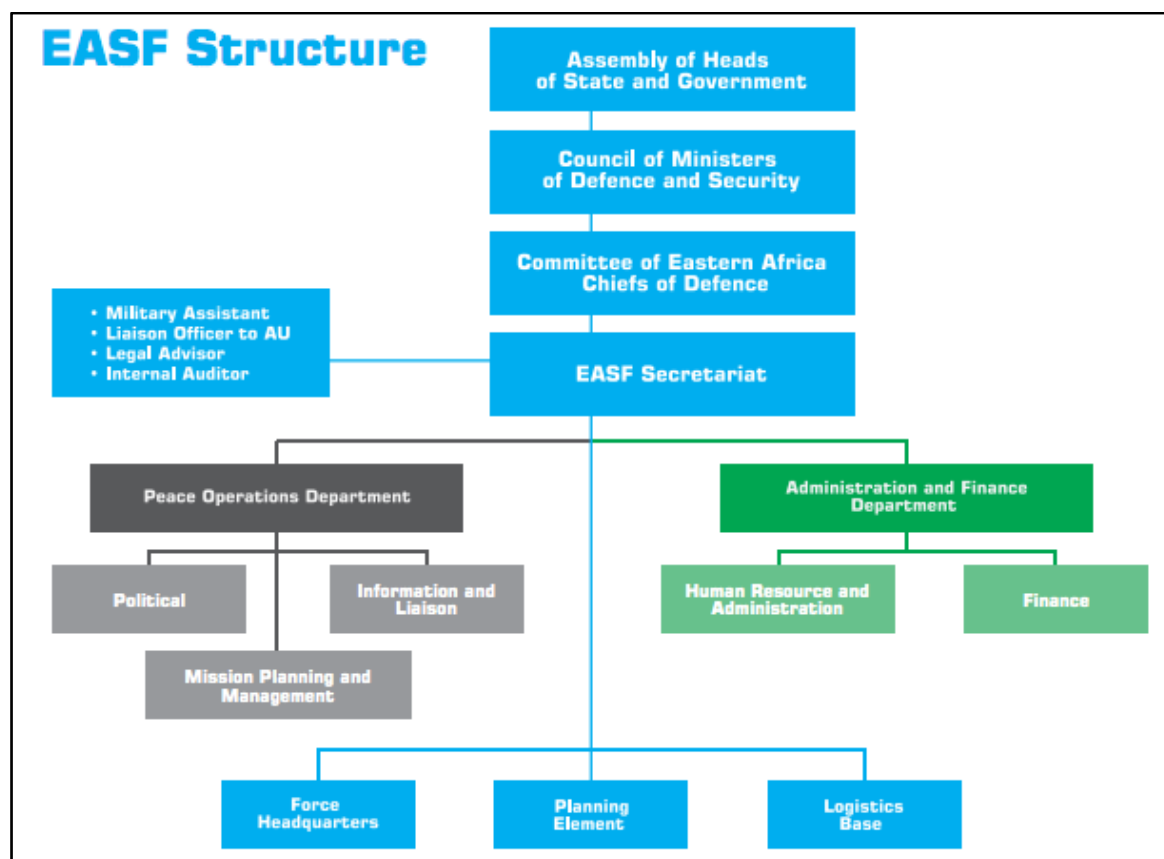 EASF Structure
Assembly of Heads
of State and Government
Council of Ministers
of Defence and Security
Committee of Eastern Africa
Chiefs of Defence
• Military Assistant
• Liaison Officer to AU
• Legal Advisor
• Internal Auditor
EASF Secretariat
Peace Operations Department
Administration and Finance
Department
Political
Information and
Liaison
Human Resource and
Administration
Finance
Mission Planning and
Management
Force
Headquarters
Planning
Element
Logistics
Base